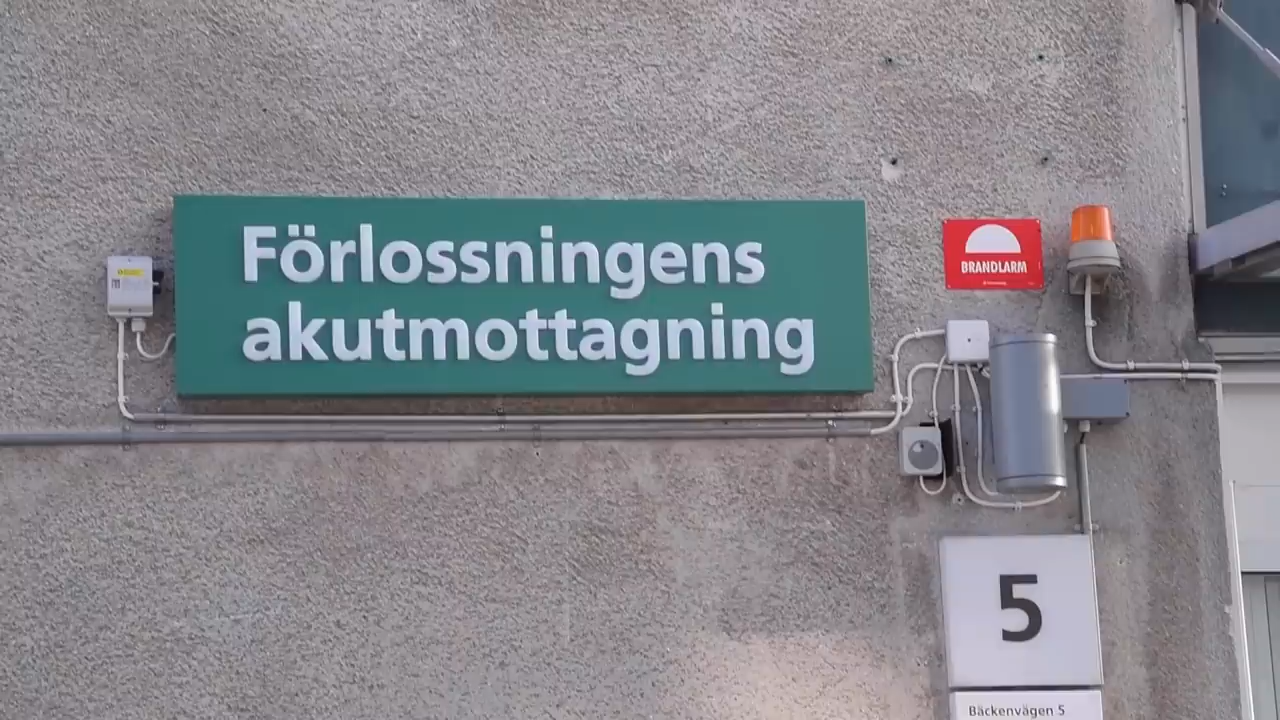 Förlossningens
akutmottagning
BRANDLARM
5
Bäckenvägen 5